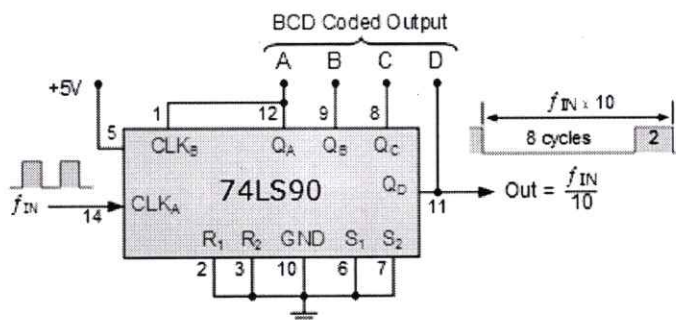 BCD Coded Output
A B C D
+5V
1 12 9 8
5
CLKB QA QB QC
fIN x 10
8 cycles 2
fIN
14
CLKA
74LS90
QD
11
Out = fIN/10
R1 R2 GND S1 S2
2 3 10 6 7